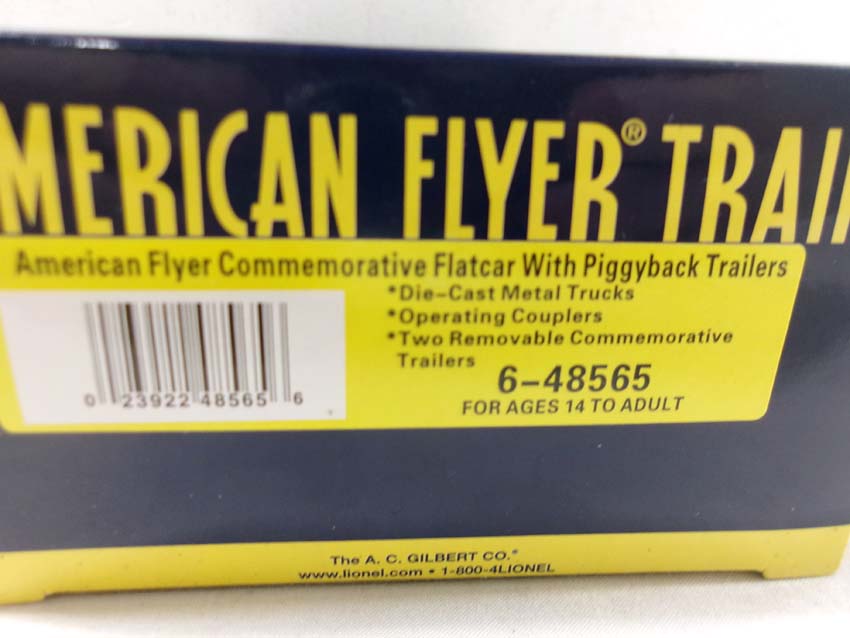 MERICAN FLYER® TRAI
American Flyer Commemorative Flatcar With Piggyback Trailers
*Die-Cast Metal Trucks
*Operating Couplers
*Two Removable Commemorative
Trailers
6-48565
FOR AGES 14 TO ADULT
0 23922 48565 6
The A. C. GILBERT CO.®
www.lionel.com • 1-800-4LIONEL